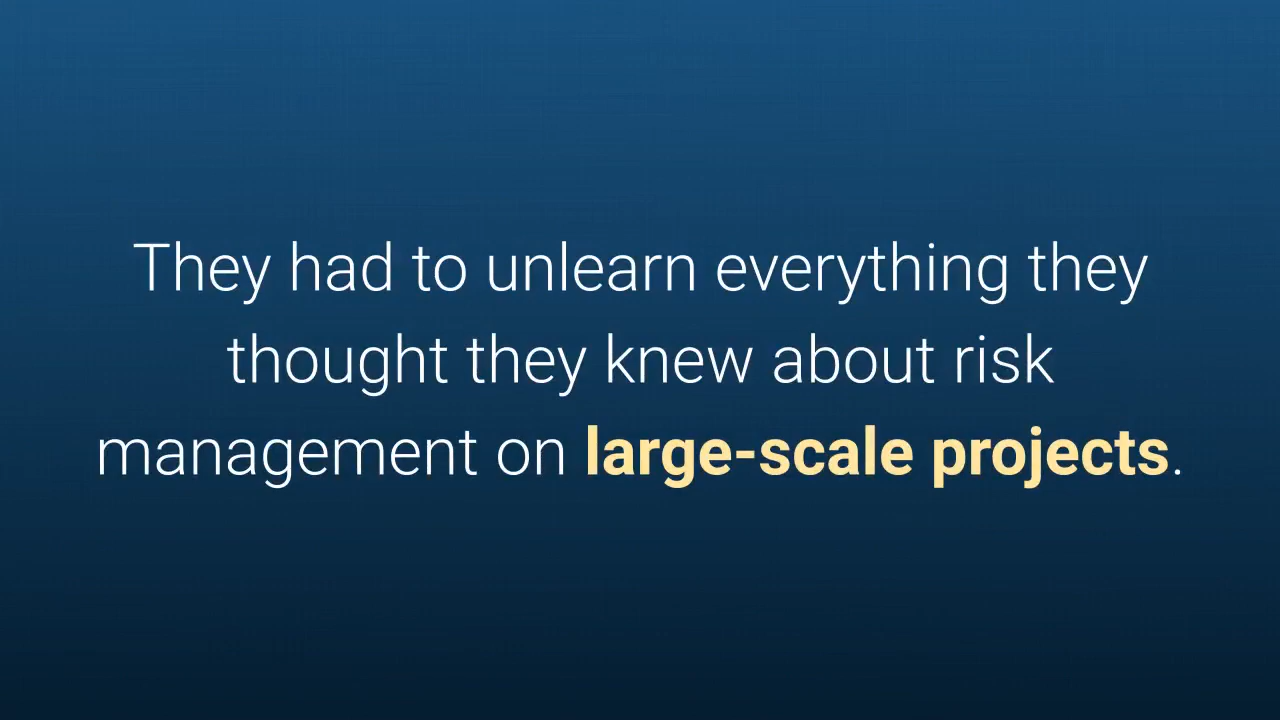 They had to unlearn everything they
thought they knew about risk
management on large-scale projects.